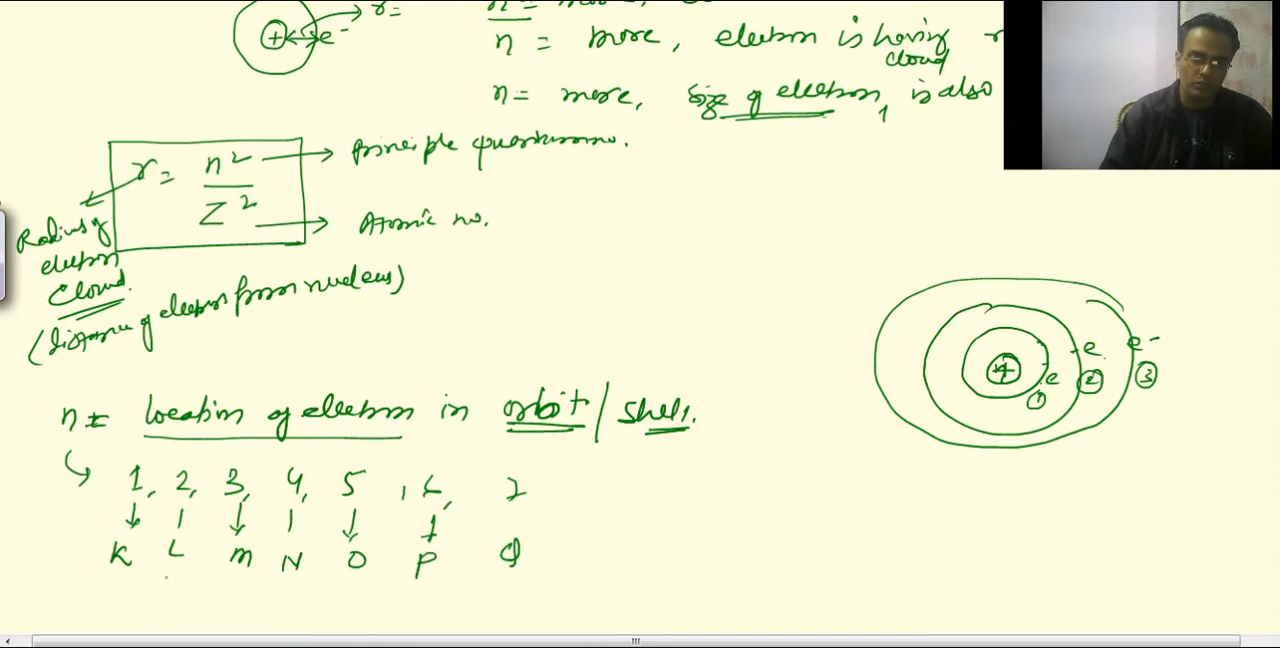 r=
n = more, electron is having
cloud
n = more, size of electron, is also
r = n²/Z²
Principle quantum no.
Atomic no.
Radius of
electron
cloud.
(distance of electron from nucleus)
n = location of electron in orbit / shell.
1, 2, 3, 4, 5, 6, 7
K L M N O P Q
+ e-
+ e e e-
1 2 3